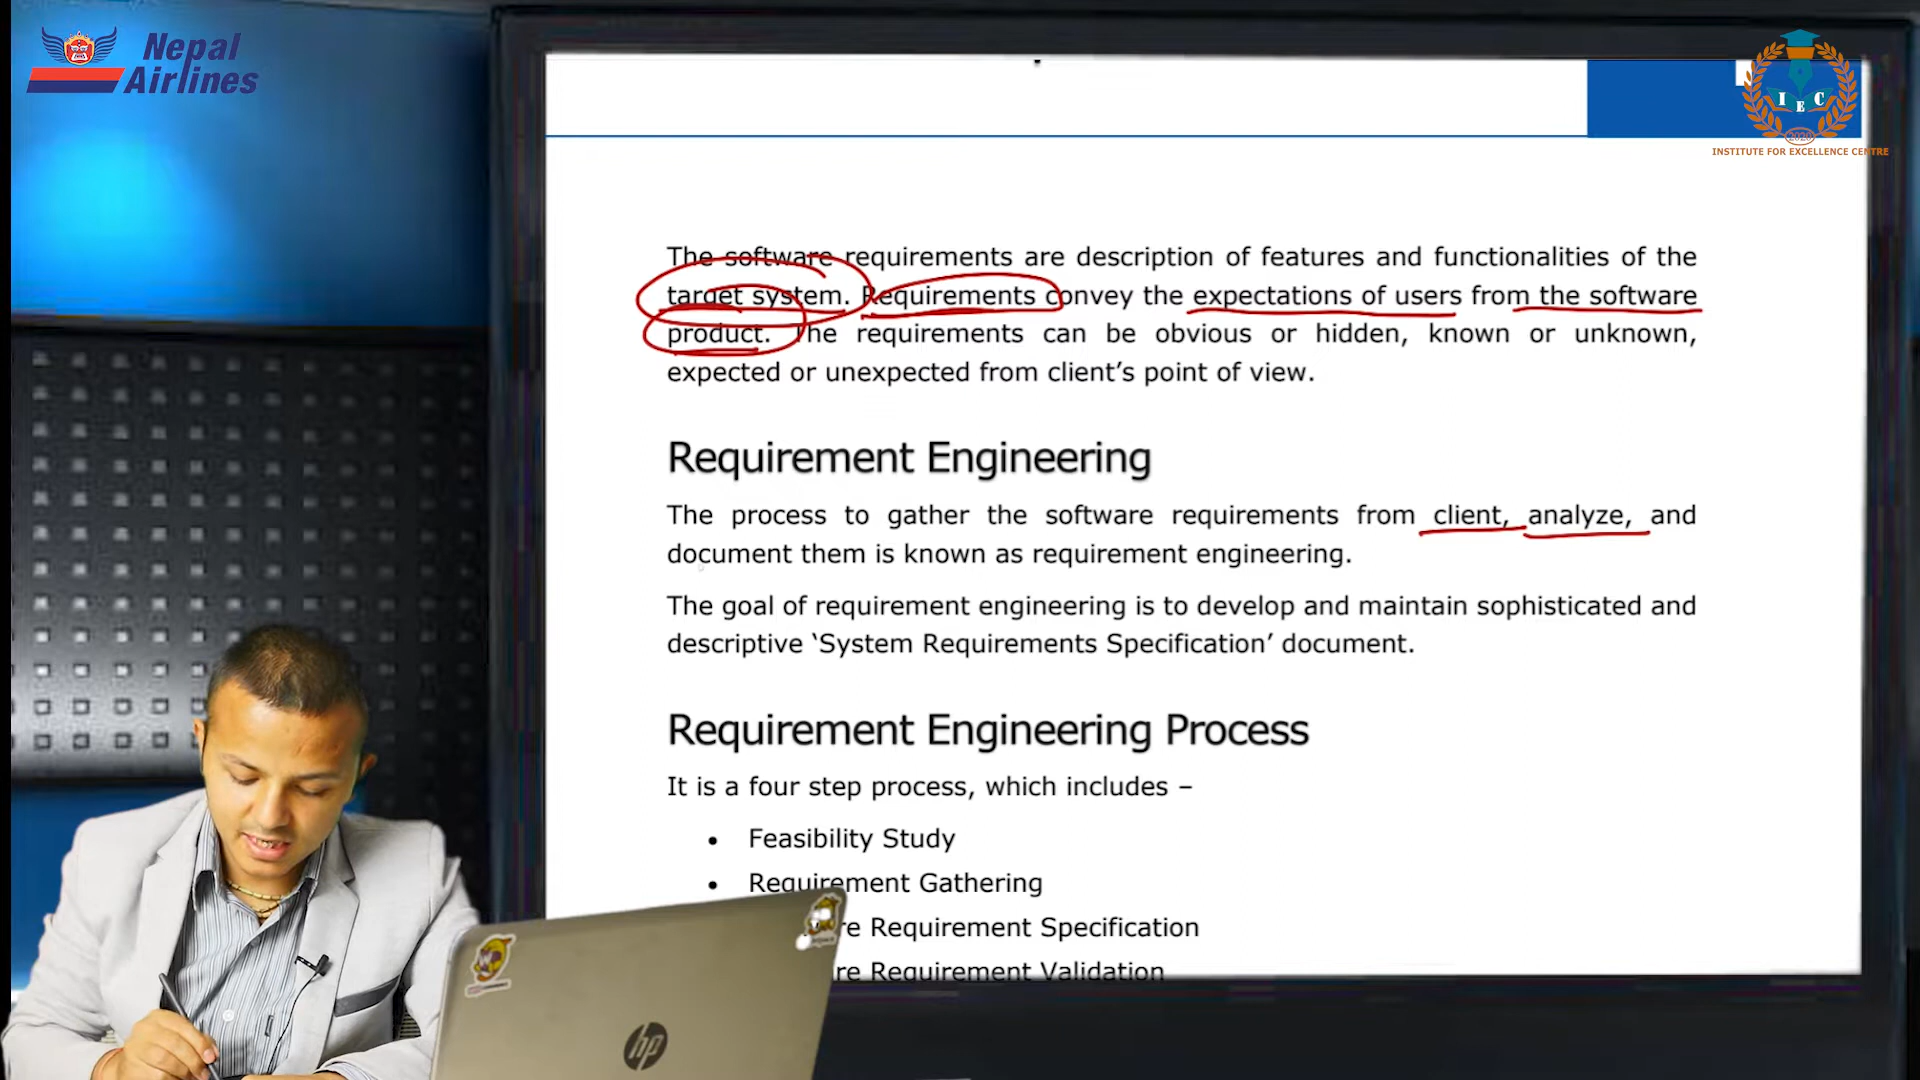 Nepal
Airlines
I E C
2020
INSTITUTE FOR EXCELLENCE CENTRE
The software requirements are description of features and functionalities of the
target system. Requirements convey the expectations of users from the software
product. The requirements can be obvious or hidden, known or unknown,
expected or unexpected from client’s point of view.
Requirement Engineering
The process to gather the software requirements from client, analyze, and
document them is known as requirement engineering.
The goal of requirement engineering is to develop and maintain sophisticated and
descriptive ‘System Requirements Specification’ document.
Requirement Engineering Process
It is a four step process, which includes –
• Feasibility Study
• Requirement Gathering
re Requirement Specification
re Requirement Validation
hp